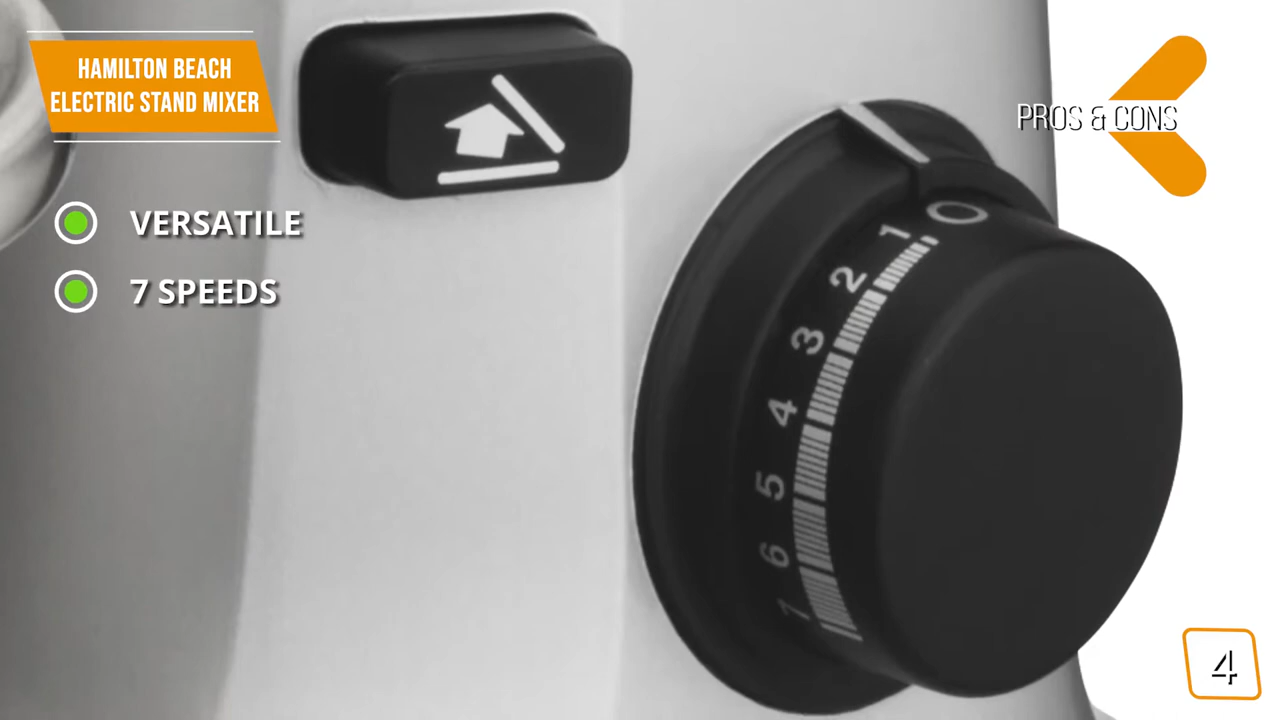 HAMILTON BEACH
ELECTRIC STAND MIXER
PROS & CONS
VERSATILE
7 SPEEDS
0
1
2
3
4
5
6
7
4